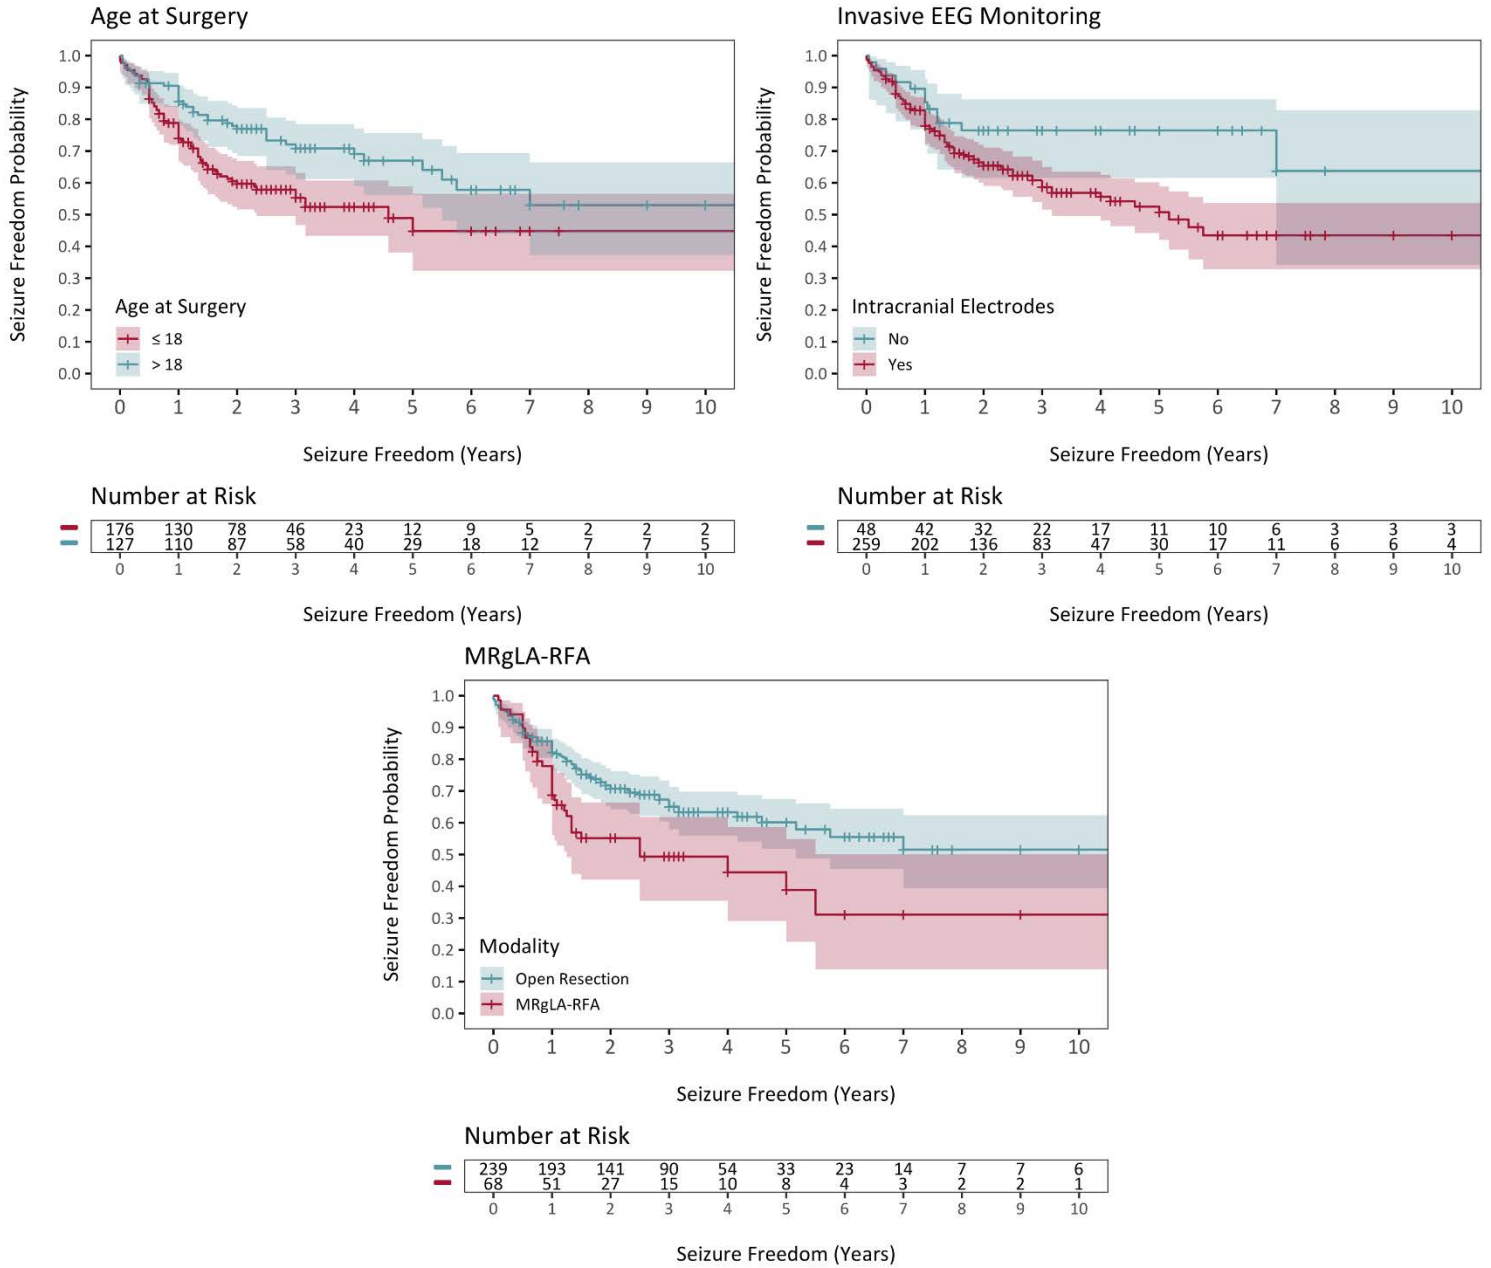 Age at Surgery
Seizure Freedom Probability
1.0
0.9
0.8
0.7
0.6
0.5
0.4
0.3
0.2
0.1
0.0
Age at Surgery
≤ 18
> 18
0 1 2 3 4 5 6 7 8 9 10
Seizure Freedom (Years)
Number at Risk
176 130 78 46 23 12 9 5 2 2 2
127 110 87 58 40 29 18 12 7 7 5
0 1 2 3 4 5 6 7 8 9 10
Seizure Freedom (Years)
Invasive EEG Monitoring
Seizure Freedom Probability
1.0
0.9
0.8
0.7
0.6
0.5
0.4
0.3
0.2
0.1
0.0
Intracranial Electrodes
No
Yes
0 1 2 3 4 5 6 7 8 9 10
Seizure Freedom (Years)
Number at Risk
48 42 32 22 17 11 10 6 3 3 3
259 202 136 83 47 30 17 11 6 6 4
0 1 2 3 4 5 6 7 8 9 10
Seizure Freedom (Years)
MRgLA-RFA
Seizure Freedom Probability
1.0
0.9
0.8
0.7
0.6
0.5
0.4
0.3
0.2
0.1
0.0
Modality
Open Resection
MRgLA-RFA
0 1 2 3 4 5 6 7 8 9 10
Seizure Freedom (Years)
Number at Risk
239 193 141 90 54 33 23 14 7 7 6
68 51 27 15 10 8 4 3 2 2 1
0 1 2 3 4 5 6 7 8 9 10
Seizure Freedom (Years)